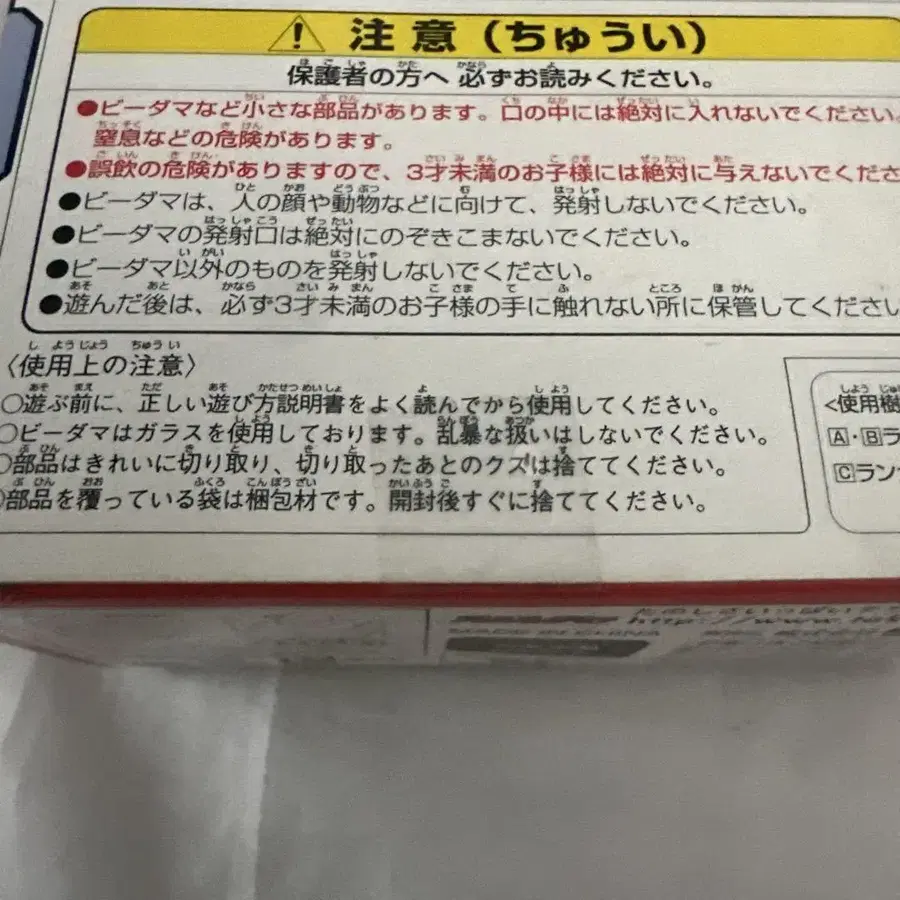 注意（ちゅうい）
保護者の方へ 必ずお読みください。
●ビーダマなど小さな部品があります。口の中には絶対に入れないでください。
窒息などの危険があります。
●誤飲の危険がありますので、3才未満のお子様には絶対に与えないでくださ
●ビーダマは、人の顔や動物などに向けて、発射しないでください。
●ビーダマの発射口は絶対にのぞきこまないでください。
●ビーダマ以外のものを発射しないでください。
●遊んだ後は、必ず3才未満のお子様の手に触れない所に保管してくださ
〈使用上の注意〉
○遊ぶ前に、正しい遊び方説明書をよく読んでから使用してください。
○ビーダマはガラスを使用しております。乱暴な扱いはしないでください。
○部品はきれいに切り取り、切り取ったあとのクズは捨ててください。
○部品を覆っている袋は梱包材です。開封後すぐに捨ててください。
<使用樹
A・Bラ
Cラン
MADE IN CHINA
http://www.